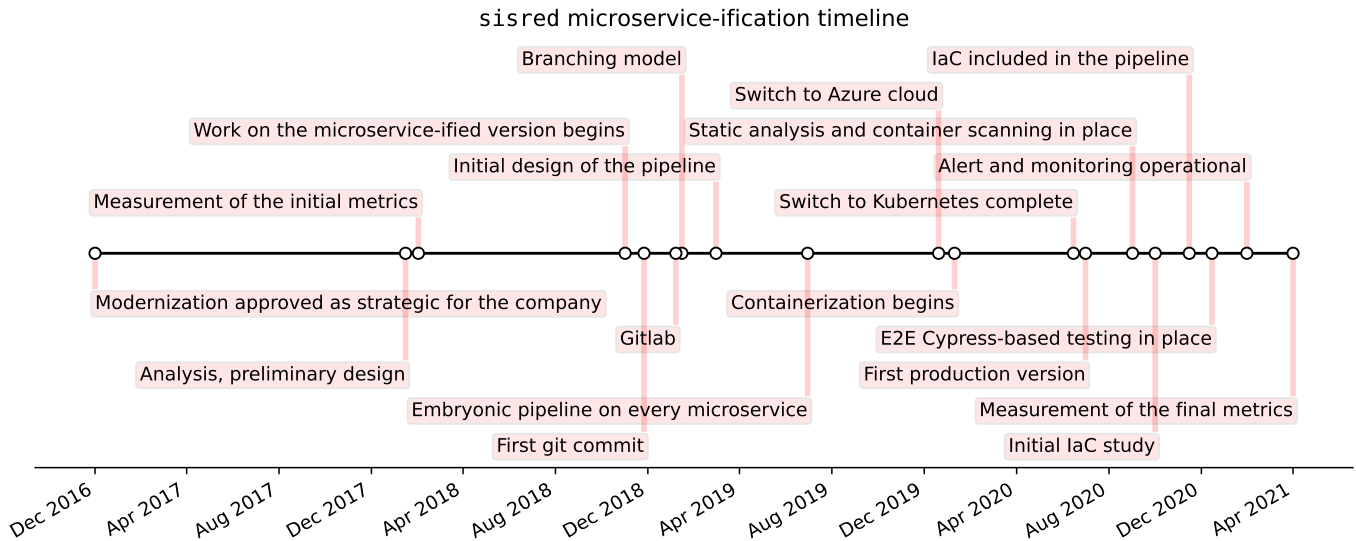 sisred microservice-ification timeline
Branching model
IaC included in the pipeline
Switch to Azure cloud
Work on the microservice-ified version begins
Static analysis and container scanning in place
Initial design of the pipeline
Alert and monitoring operational
Measurement of the initial metrics
Switch to Kubernetes complete
Modernization approved as strategic for the company
Containerization begins
Gitlab
E2E Cypress-based testing in place
Analysis, preliminary design
First production version
Embryonic pipeline on every microservice
Measurement of the final metrics
First git commit
Initial IaC study
Dec 2016
Apr 2017
Aug 2017
Dec 2017
Apr 2018
Aug 2018
Dec 2018
Apr 2019
Aug 2019
Dec 2019
Apr 2020
Aug 2020
Dec 2020
Apr 2021